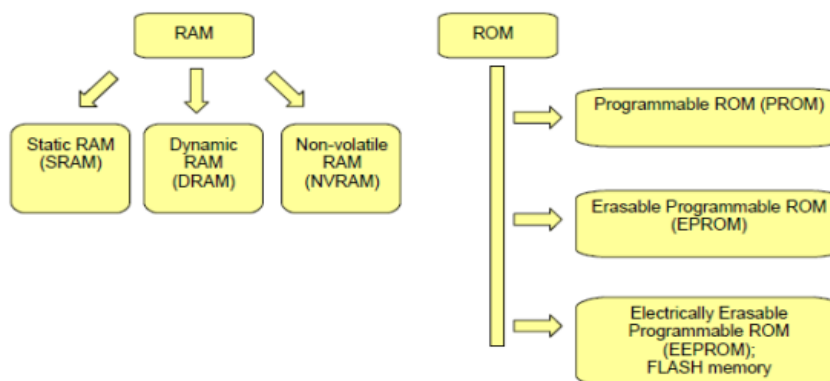 RAM
Static RAM
(SRAM)
Dynamic
RAM
(DRAM)
Non-volatile
RAM
(NVRAM)
ROM
Programmable ROM (PROM)
Erasable Programmable ROM
(EPROM)
Electrically Erasable
Programmable ROM
(EEPROM);
FLASH memory